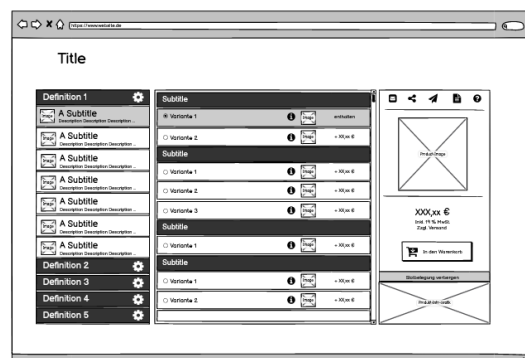 https://www.website.de
Title
Definition 1
Image
A Subtitle
Description Description Description ...
Image
A Subtitle
Description Description Description ...
Image
A Subtitle
Description Description Description ...
Image
A Subtitle
Description Description Description ...
Image
A Subtitle
Description Description Description ...
Image
A Subtitle
Description Description Description ...
Image
A Subtitle
Description Description Description ...
Definition 2
Definition 3
Definition 4
Definition 5
Subtitle
Variante 1 Image enthalten
Variante 2 Image + XX,xx €
Subtitle
Variante 1 Image + XX,xx €
Variante 2 Image + XX,xx €
Variante 3 Image + XX,xx €
Subtitle
Variante 1 Image + XX,xx €
Subtitle
Variante 1 Image + XX,xx €
Variante 2 Image + XX,xx €
Product Image
XXX,xx €
Inkl. 19 % MwSt.
Zzgl. Versand
In den Warenkorb